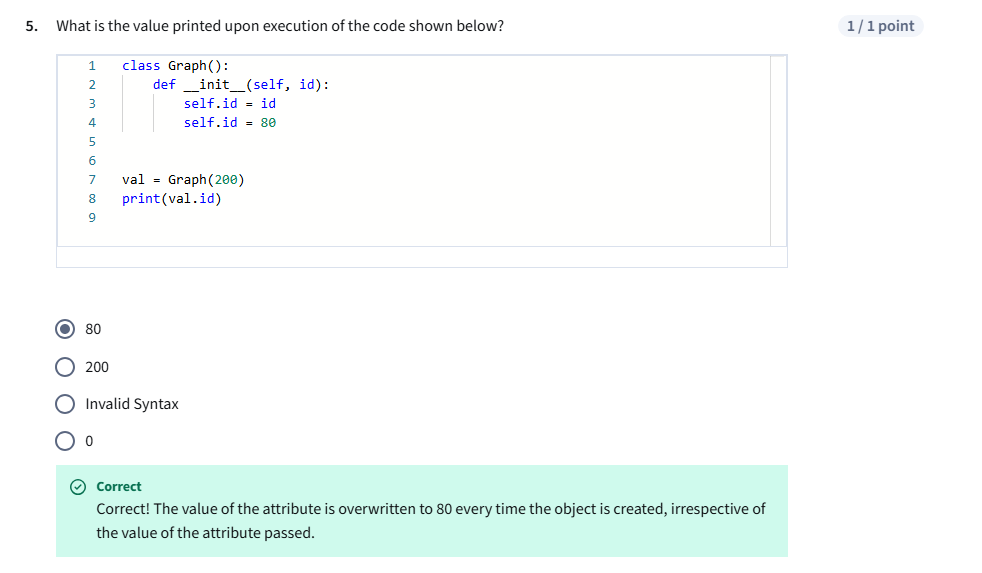 5. What is the value printed upon execution of the code shown below?
1 / 1 point
1 class Graph():
2     def __init__(self, id):
3         self.id = id
4         self.id = 80
5
6
7 val = Graph(200)
8 print(val.id)
9
80
200
Invalid Syntax
0
Correct
Correct! The value of the attribute is overwritten to 80 every time the object is created, irrespective of
the value of the attribute passed.